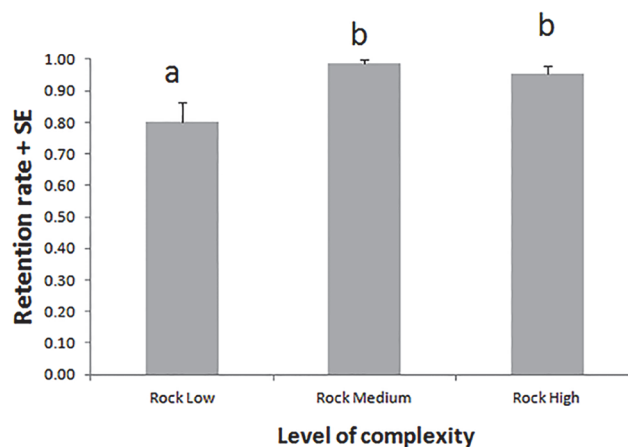 b
b
a
1.00
0.90
0.80
0.70
0.60
0.50
0.40
0.30
0.20
0.10
0.00
Retention rate + SE
Rock Low
Rock Medium
Rock High
Level of complexity